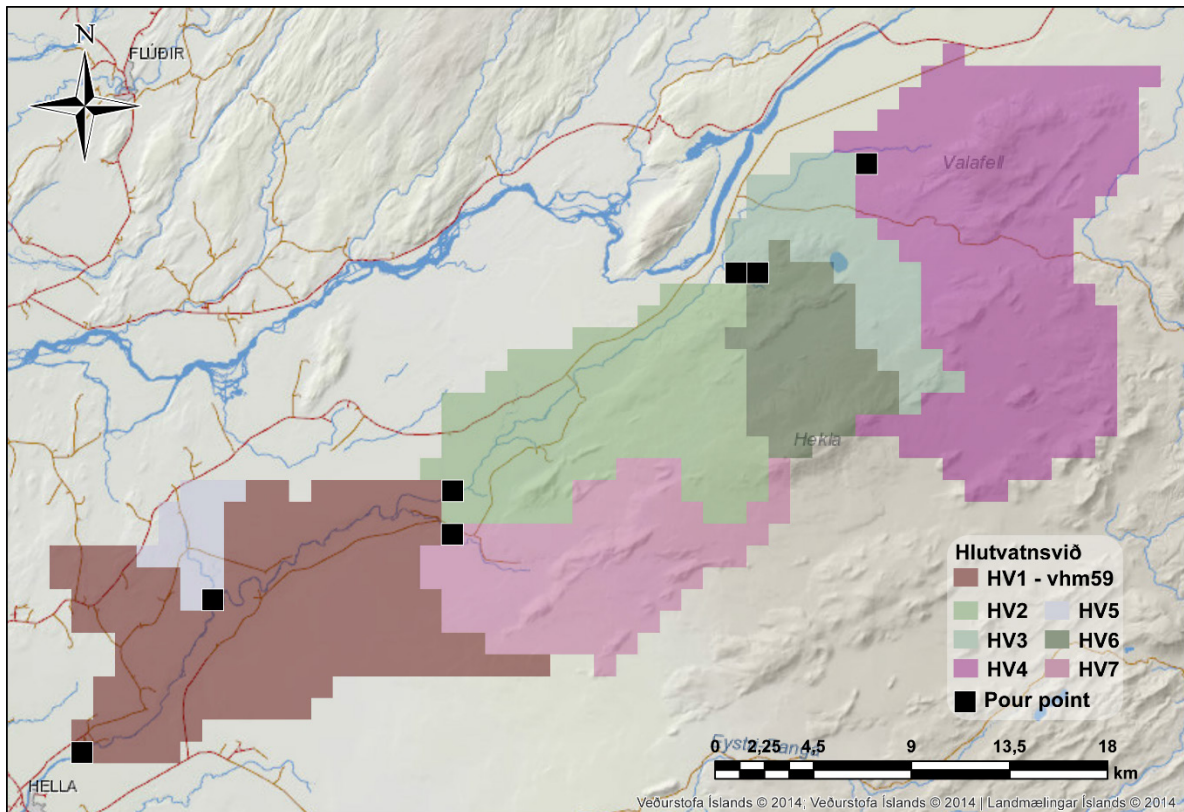 N
FLÚÐIR
Valafell
Hekla
Hlutvatnsvið
HV1 - vhm59
HV2 HV5
HV3 HV6
HV4 HV7
Pour point
0 2,25 4,5 9 13,5 18
km
HELLA
Veðurstofa Íslands © 2014; Veðurstofa Íslands © 2014 | Landmælingar Íslands © 2014